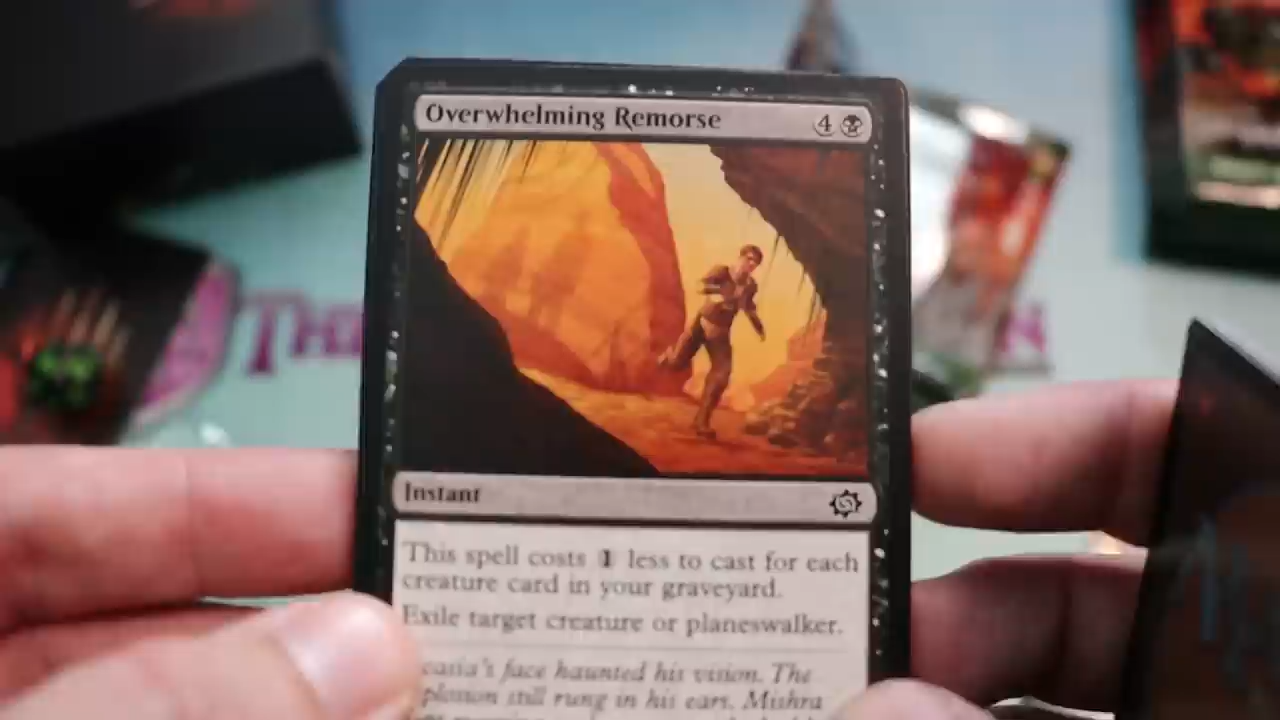 Overwhelming Remorse 4
Instant
This spell costs 1 less to cast for each
creature card in your graveyard.
Exile target creature or planeswalker.
face haunted his vision. The
still rung in his ears. Mishra